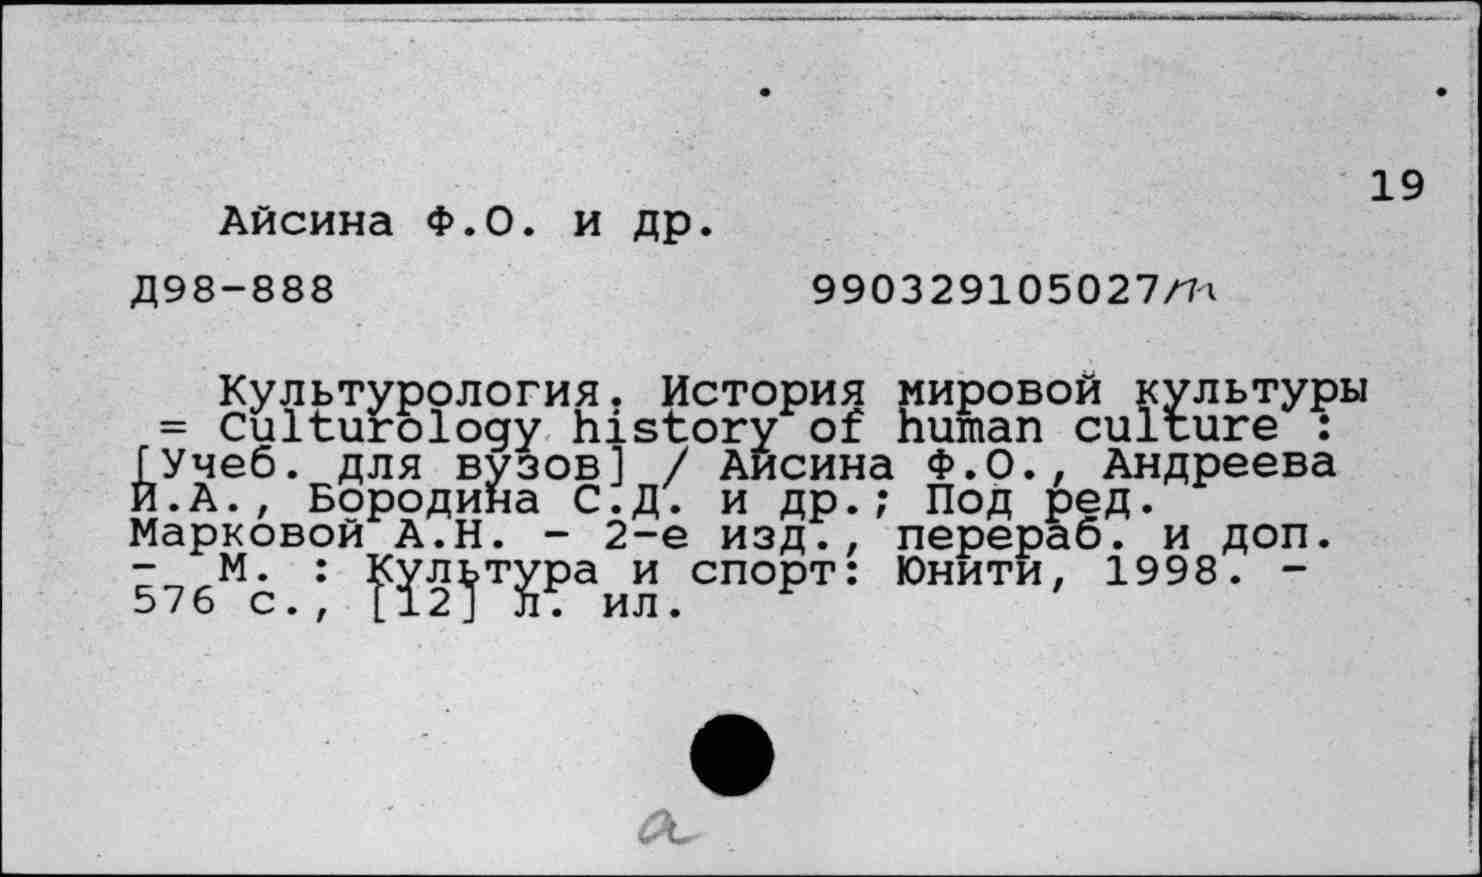 19
Айсина Ф.О. и др.
Д98-888 990329105027/
Культурология. История мировой культуры
= Culturology history of human culture :
[Учеб. для вузов] / Айсина Ф.О., Андреева
И.А., Бородина С.Д. и др.; Под ред.
Марковой А.Н. - 2-е изд., перераб. и доп.
- М. : Культура и спорт: Юнити, 1998. -
576 с., [12] л. ил.
a